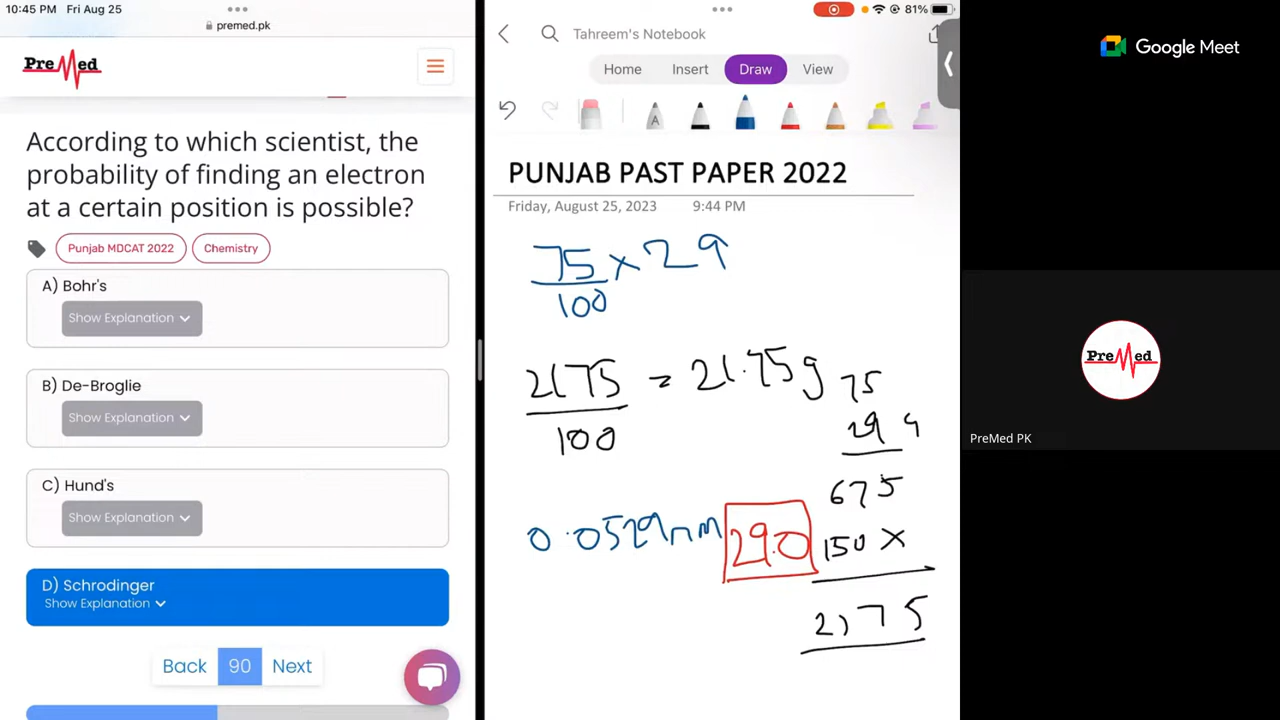 10:45 PM Fri Aug 25
81%
premed.pk
PreMed
According to which scientist, the
probability of finding an electron
at a certain position is possible?
Punjab MDCAT 2022
Chemistry
A) Bohr's
Show Explanation
B) De-Broglie
Show Explanation
C) Hund's
Show Explanation
D) Schrodinger
Show Explanation
Back 90 Next
Tahreem's Notebook
Home Insert Draw View
A
PUNJAB PAST PAPER 2022
Friday, August 25, 2023 9:44 PM
75 × 29
100
2175 = 21.75g
100
75
29 4
675
150 ×
2175
0.0529nm
29.0
Google Meet
PreMed
PreMed PK